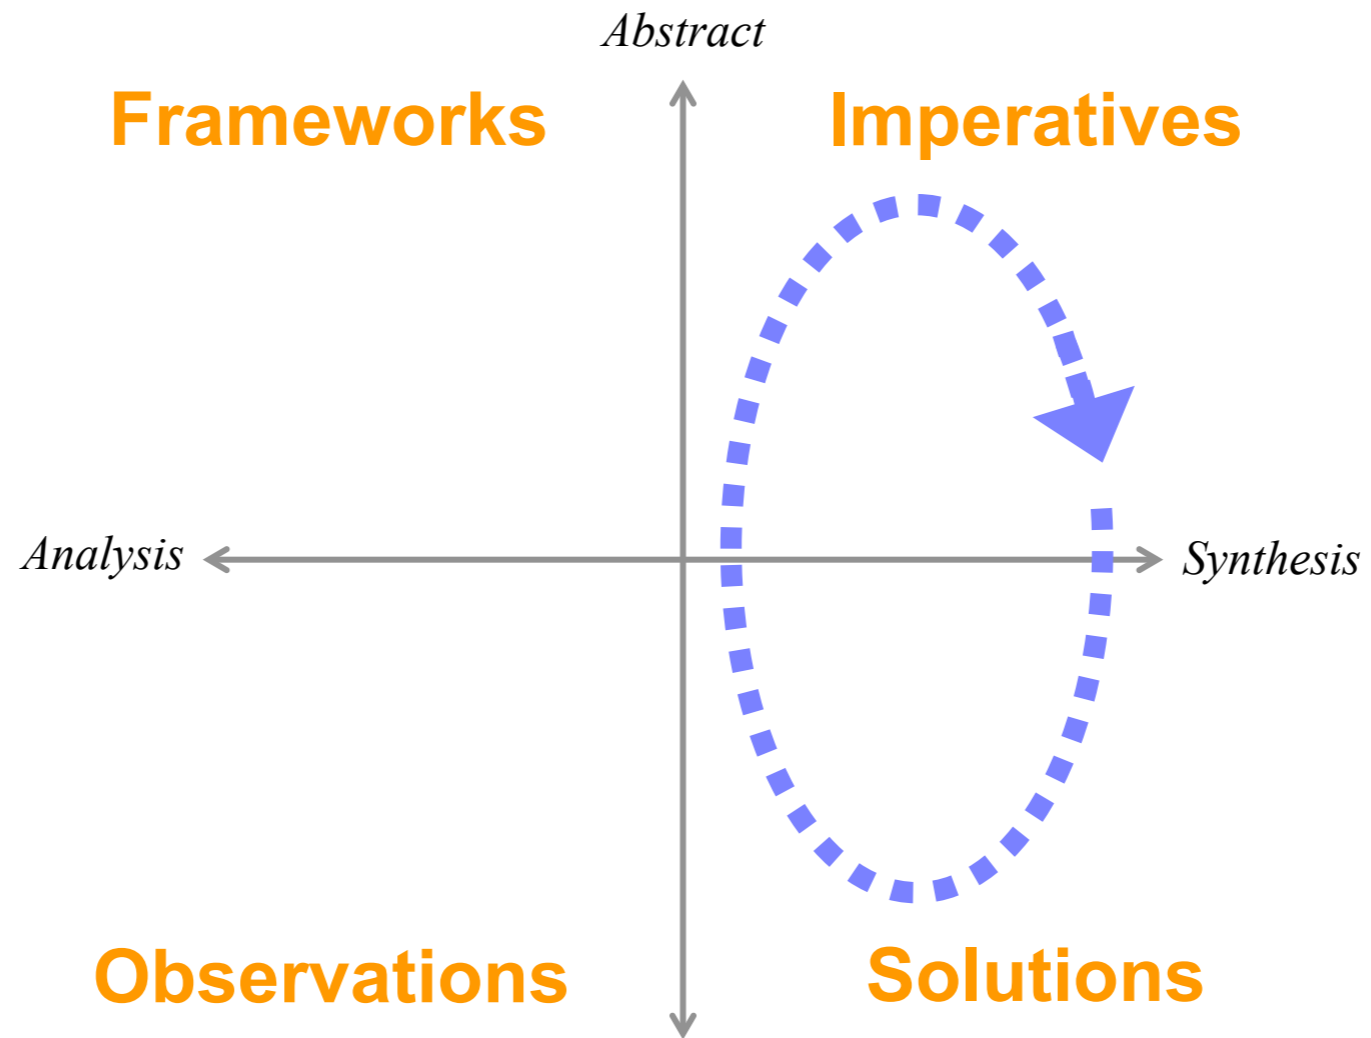 Abstract
Frameworks
Imperatives
Analysis
Synthesis
Observations
Solutions